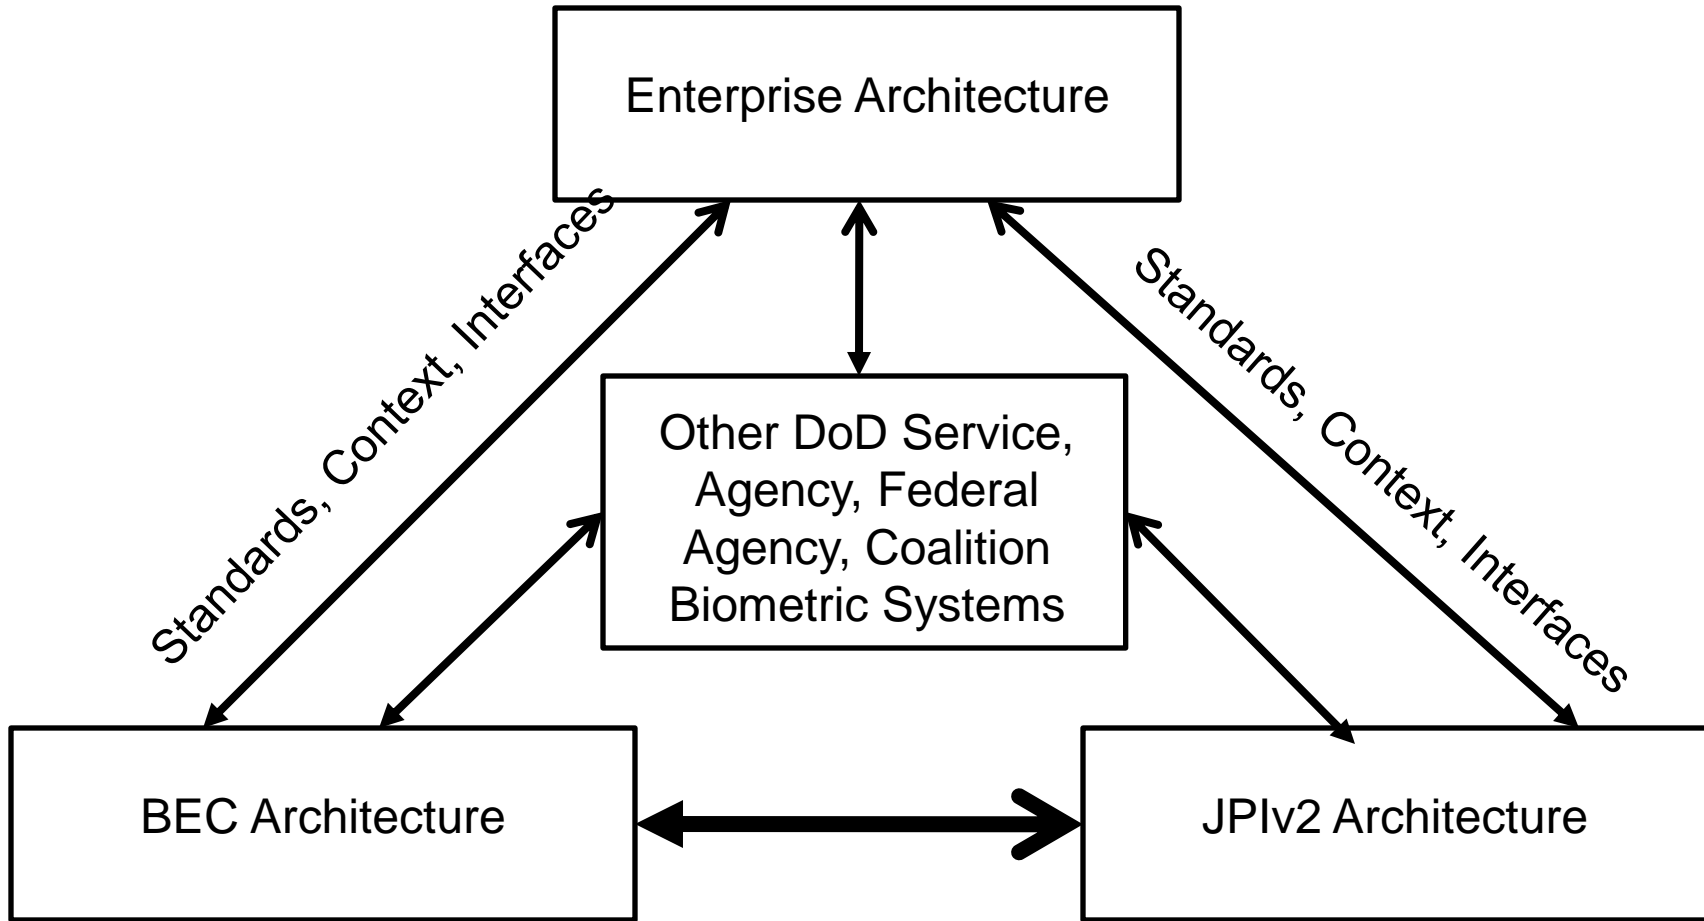 Enterprise Architecture
Standards, Context, Interfaces
Standards, Context, Interfaces
Other DoD Service,
Agency, Federal
Agency, Coalition
Biometric Systems
BEC Architecture
JPIv2 Architecture